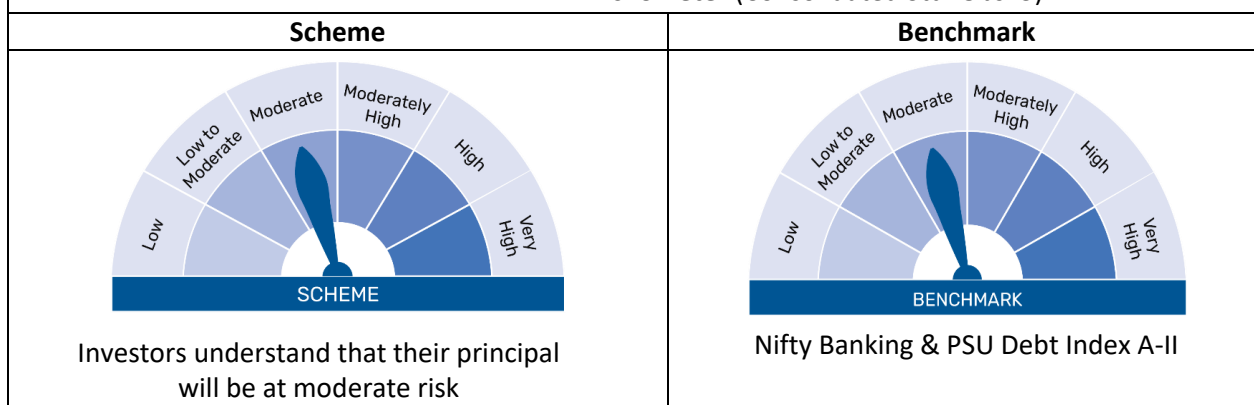 Scheme
Benchmark
Low
Low to
Moderate
Moderate
Moderately
High
High
Very
High
SCHEME
Low
Low to
Moderate
Moderate
Moderately
High
High
Very
High
BENCHMARK
Investors understand that their principal
will be at moderate risk
Nifty Banking & PSU Debt Index A-II